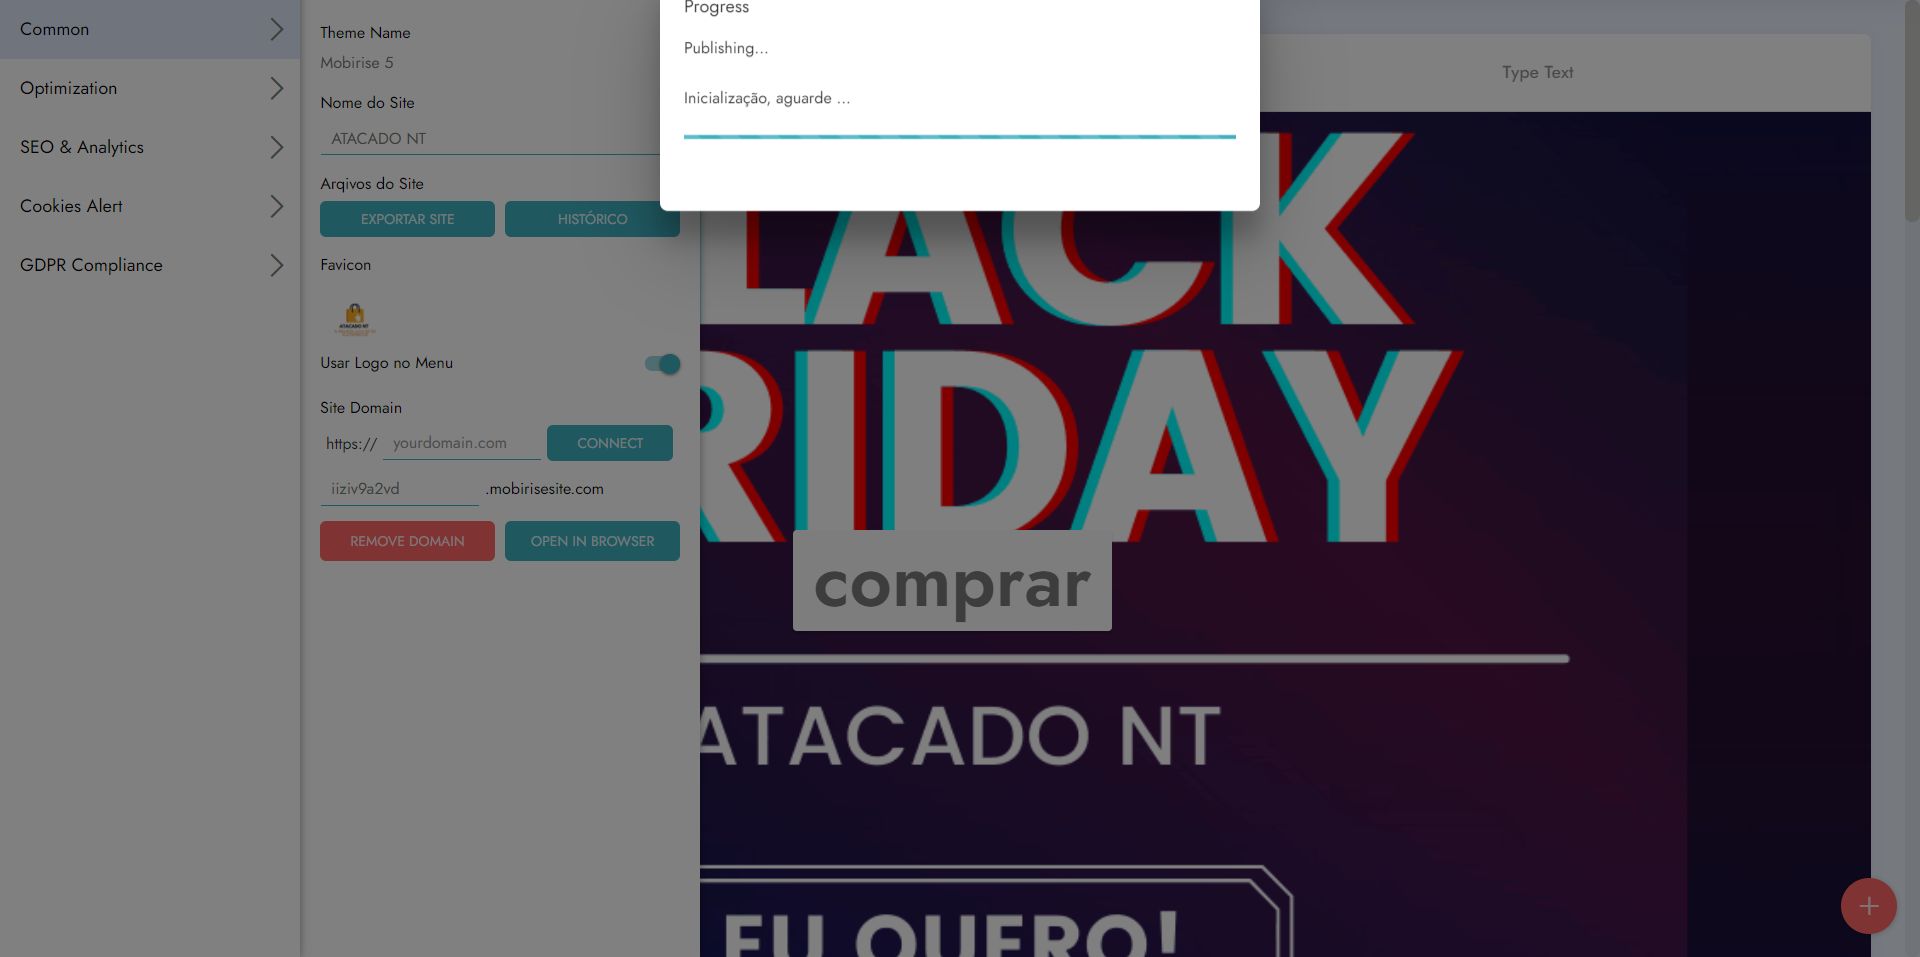 Common
Optimization
SEO & Analytics
Cookies Alert
GDPR Compliance
Theme Name
Mobirise 5
Nome do Site
ATACADO NT
Arqivos do Site
EXPORTAR SITE
HISTÓRICO
Favicon
ATACADO NT
Usar Logo no Menu
Site Domain
https://
yourdomain.com
CONNECT
iiziv9a2vd
.mobirisesite.com
REMOVE DOMAIN
OPEN IN BROWSER
Progress
Publishing...
Inicialização, aguarde ...
Type Text
LACK
RIDAY
comprar
ATACADO NT
EU QUERO!